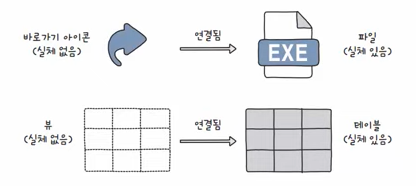 바로가기 아이콘
(실체 없음)
연결됨
EXE
파일
(실체 있음)
뷰
(실체 없음)
연결됨
테이블
(실체 있음)